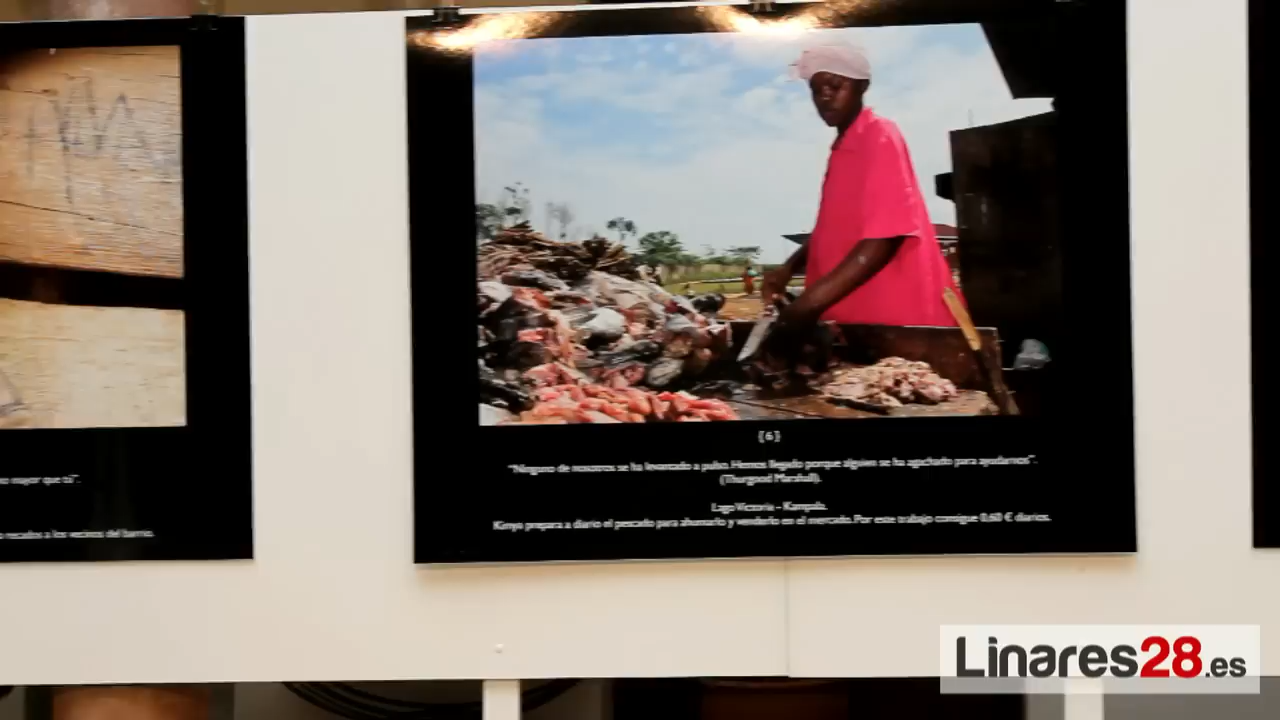 {6}
"Ninguno de nosotros se ha levantado a pulso. Hemos llegado porque alguien se ha agachado para ayudarnos".
(Thurgood Marshall).
Lago Victoria - Kampala.
prepara a diario el pescado para ahumarlo y venderlo en el mercado. Por este trabajo consigue 0,60 € diarios.
mayor que tú".
a los vecinos del barrio.
Linares28.es